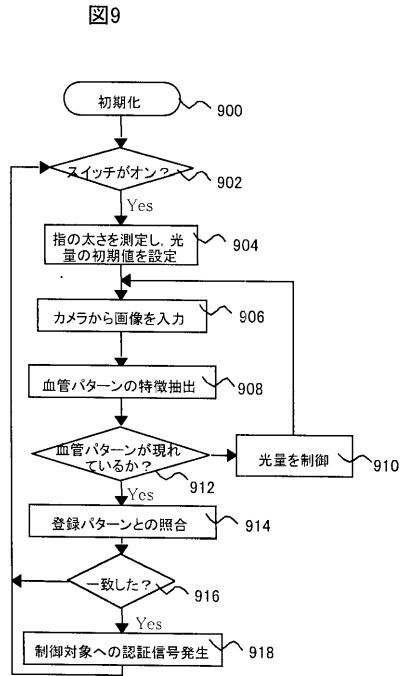 図9
初期化
900
スイッチがオン?
902
Yes
指の太さを測定し,光
量の初期値を設定
904
カメラから画像を入力
906
血管パターンの特徴抽出
908
血管パターンが現れ
ているか?
912
光量を制御
910
Yes
登録パターンとの照合
914
一致した?
916
Yes
制御対象への認証信号発生
918